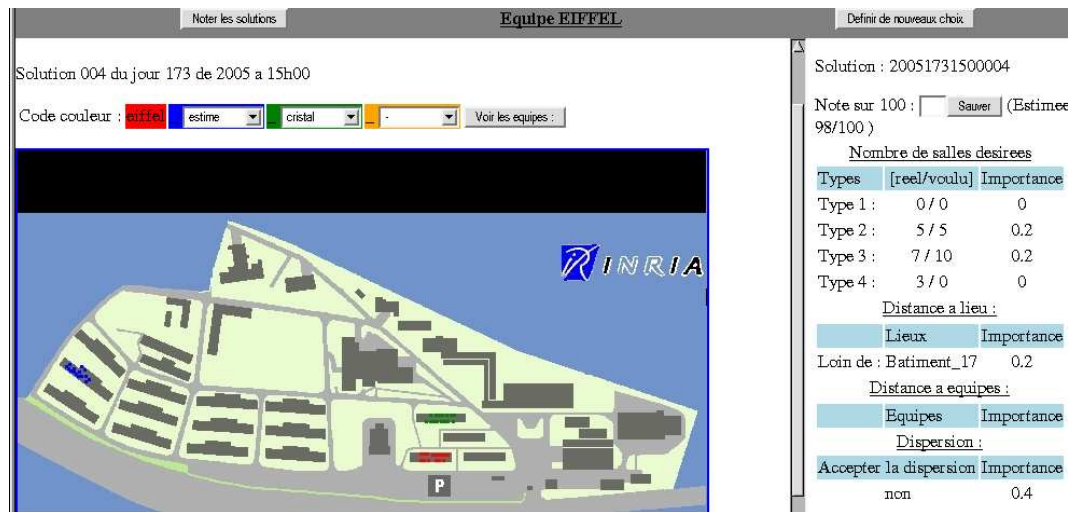 Noter les solutions
Equipe EIFFEL
Definir de nouveaux choix
Solution 004 du jour 173 de 2005 a 15h00
Code couleur : eiffel _ estime _ cristal _ - Voir les equipes :
INRIA
P
Solution : 20051731500004
Note sur 100 : Sauver (Estimee
98/100 )
Nombre de salles desirees
Types [reel/voulu] Importance
Type 1 : 0 / 0 0
Type 2 : 5 / 5 0.2
Type 3 : 7 / 10 0.2
Type 4 : 3 / 0 0
Distance a lieu :
Lieux Importance
Loin de : Batiment_17 0.2
Distance a equipes :
Equipes Importance
Dispersion :
Accepter la dispersion Importance
non 0.4